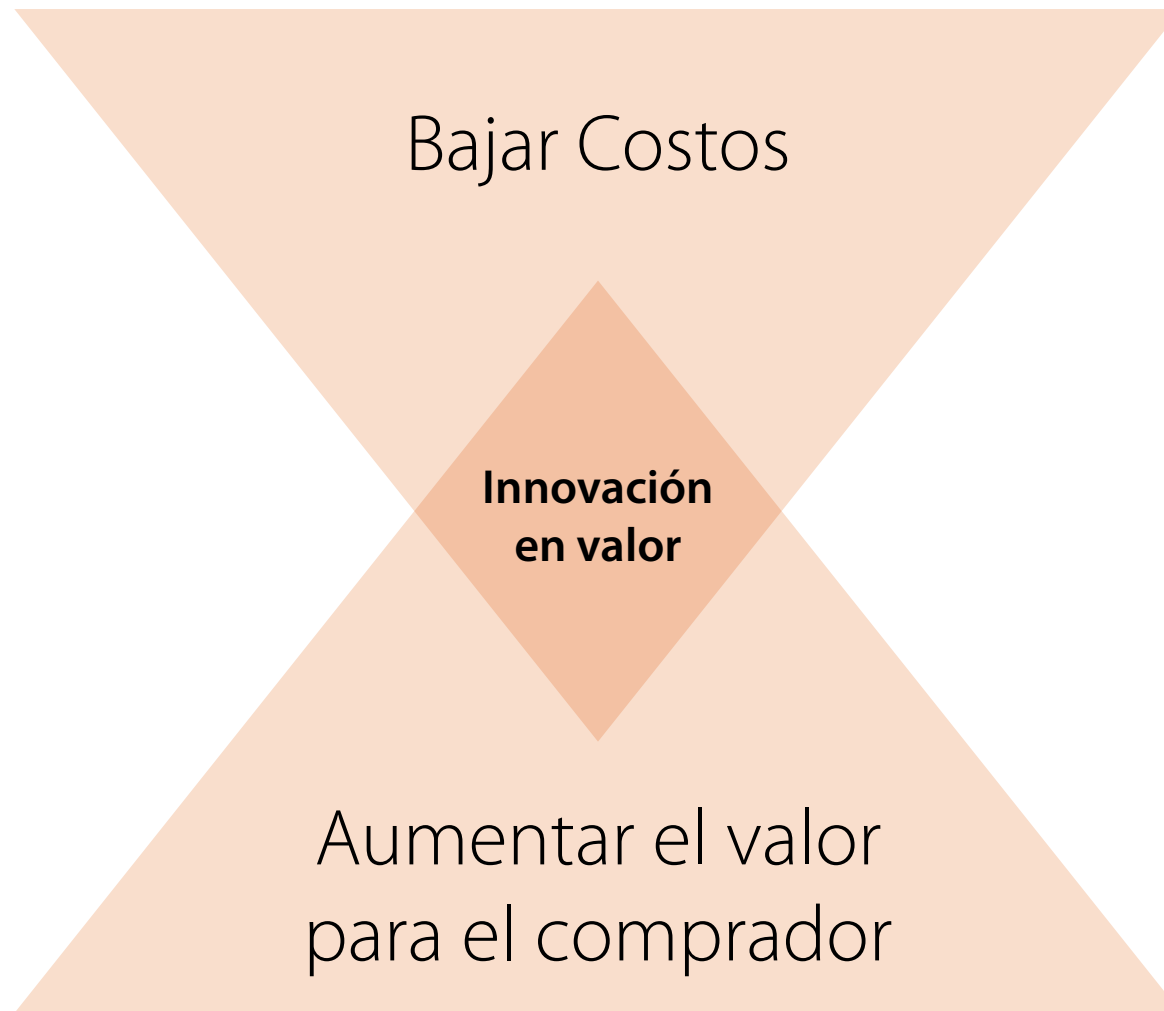 Bajar Costos
Innovación
en valor
Aumentar el valor
para el comprador